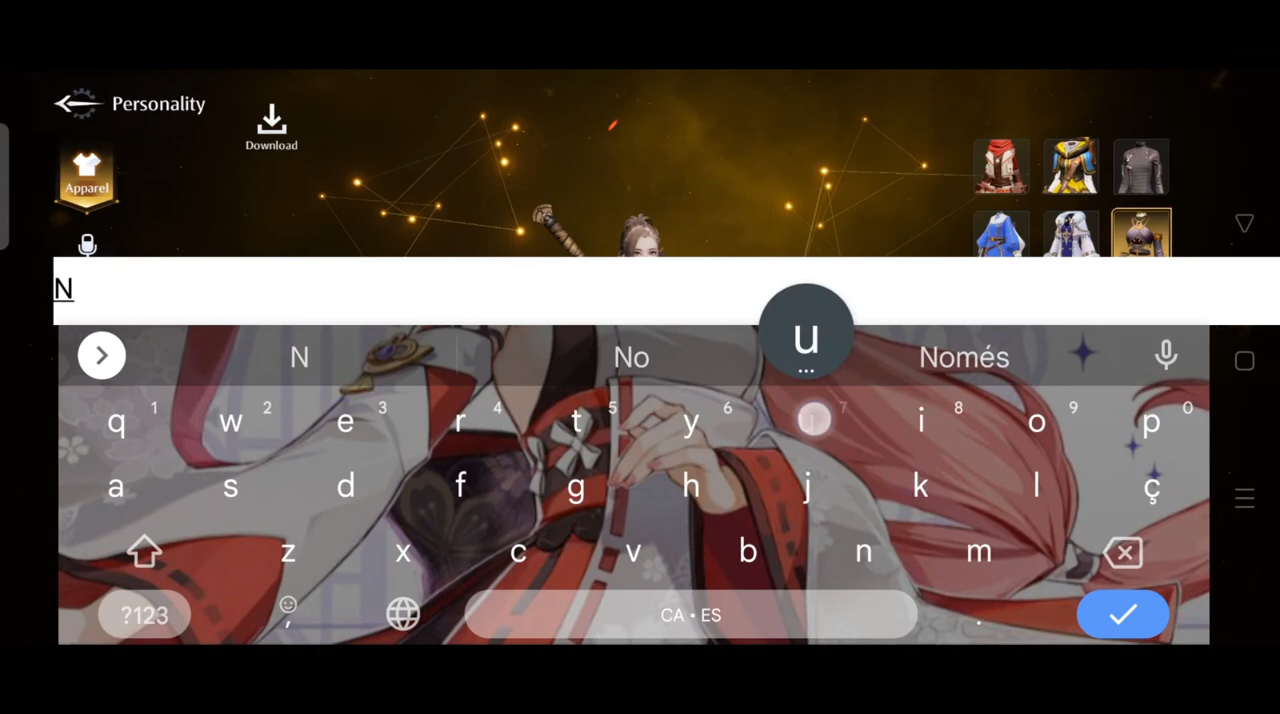 Personality
Download
Apparel
N
u
N No Només
1 2 3 4 5 6 7 8 9 0
q w e r t y i o p
a s d f g h j k l ç
z x c v b n m
?123 , CA • ES .